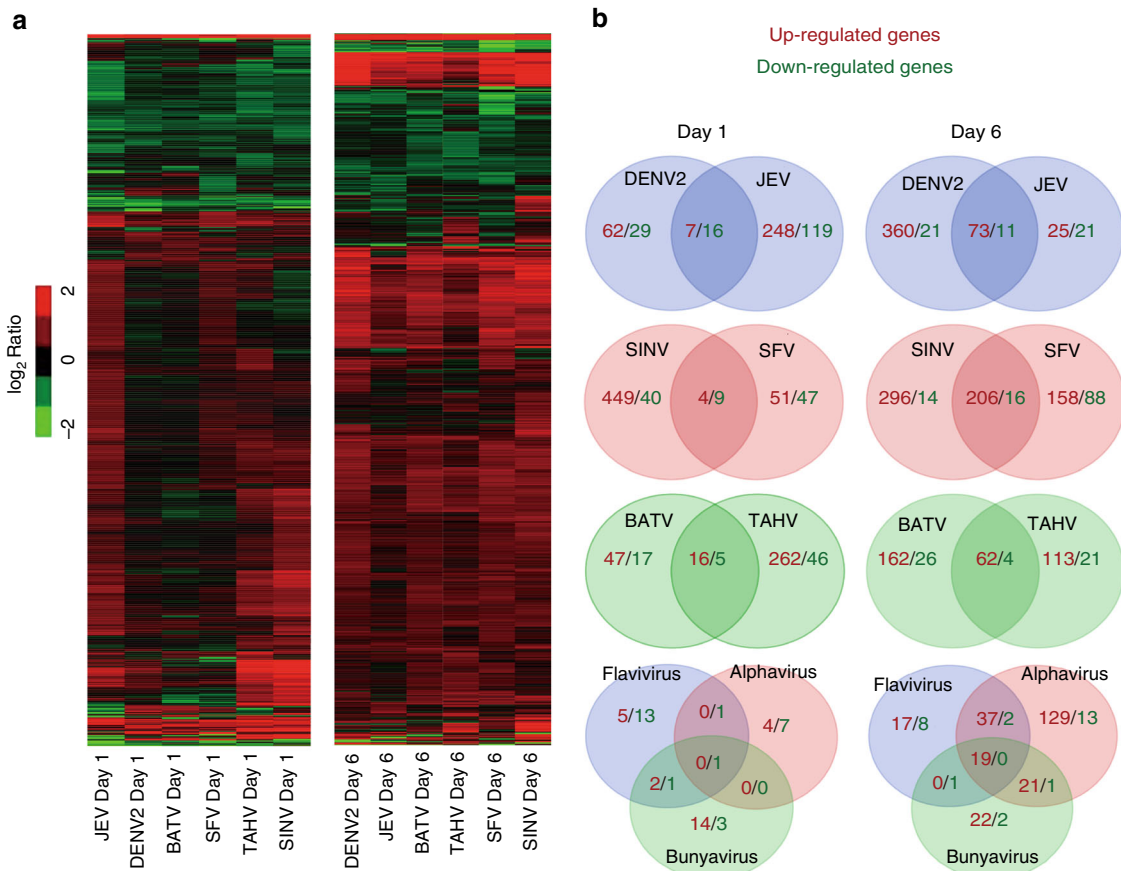 a
log2 Ratio
2
0
−2
JEV Day 1
DENV2 Day 1
BATV Day 1
SFV Day 1
TAHV Day 1
SINV Day 1
DENV2 Day 6
JEV Day 6
BATV Day 6
TAHV Day 6
SFV Day 6
SINV Day 6
b
Up-regulated genes
Down-regulated genes
Day 1
DENV2 JEV
62/29 7/16 248/119
SINV SFV
449/40 4/9 51/47
BATV TAHV
47/17 16/5 262/46
Flavivirus Alphavirus
5/13 0/1 4/7
0/1
2/1 0/0
14/3
Bunyavirus
Day 6
DENV2 JEV
360/21 73/11 25/21
SINV SFV
296/14 206/16 158/88
BATV TAHV
162/26 62/4 113/21
Flavivirus Alphavirus
17/8 37/2 129/13
19/0
0/1 21/1
22/2
Bunyavirus